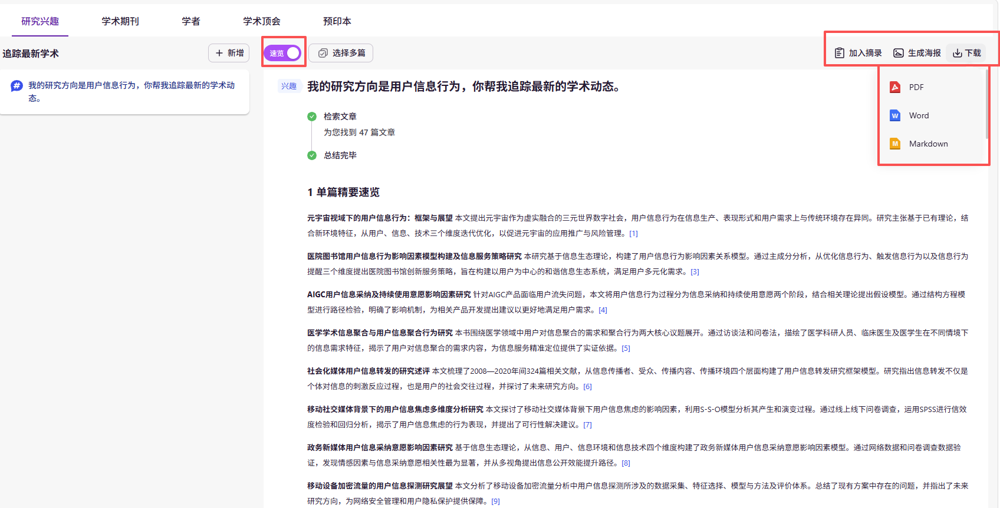 研究兴趣 学术期刊 学者 学术顶会 预印本
追踪最新学术
新增
速览
选择多篇
加入摘录
生成海报
下载
我的研究方向是用户信息行为，你帮我追踪最新的学术动
态。
PDF
Word
Markdown
兴趣 我的研究方向是用户信息行为，你帮我追踪最新的学术动态。
检索文章
为您找到 47 篇文章
总结完毕
1 单篇精要速览
元宇宙视域下的用户信息行为：框架与展望 本文提出元宇宙作为虚实融合的三元世界数字社会，用户信息行为在信息生产、表现形式和用户需求上与传统环境存在异同。研究主张基于已有理论，结
合新环境特征，从用户、信息、技术三个维度迭代优化，以促进元宇宙的应用推广与风险管理。[1]
医院图书馆用户信息行为影响因素模型构建及信息服务策略研究 本研究基于信息生态理论，构建了用户信息行为影响因素关系模型。通过主成分分析，从优化信息行为、触发信息行为以及信息行为
提醒三个维度提出医院图书馆创新服务策略，旨在构建以用户为中心的和谐信息生态系统，满足用户多元化需求。[3]
AIGC用户信息采纳及持续使用意愿影响因素研究 针对AIGC产品面临用户流失问题，本文将用户信息行为过程分为信息采纳和持续使用意愿两个阶段，结合相关理论提出假设模型。通过结构方程模
型进行路径检验，明确了影响机制，为相关产品开发提出建议以更好地满足用户需求。[4]
医学学术信息聚合与用户信息聚合行为研究 本书围绕医学领域中用户对信息聚合的需求和聚合行为两大核心议题展开。通过访谈法和问卷法，描绘了医学科研人员、临床医生及医学生在不同情境下
的信息需求特征，揭示了用户对信息聚合的需求内容，为信息服务精准定位提供了实证依据。[5]
社会化媒体用户信息转发的研究述评 本文梳理了2008—2020年间324篇相关文献，从信息传播者、受众、传播内容、传播环境四个层面构建了用户信息转发研究框架模型。研究指出信息转发不仅是
个体对信息的刺激反应过程，也是用户的社会交往过程，并探讨了未来研究方向。[6]
移动社交媒体背景下的用户信息焦虑多维度分析研究 本文探讨了移动社交媒体背景下用户信息焦虑的影响因素，利用S-S-O模型分析其产生和演变过程。通过线上线下问卷调查，运用SPSS进行信效
度检验和回归分析，揭示了用户信息焦虑的行为表现，并提出了可行性解决建议。[7]
政务新媒体用户信息采纳意愿影响因素研究 基于信息生态理论，从信息、用户、信息环境和信息技术四个维度构建了政务新媒体用户信息采纳意愿影响因素模型。通过网络数据和问卷调查数据验
证，发现情感因素与信息采纳意愿相关性最为显著，并从多视角提出信息公开效能提升路径。[8]
移动设备加密流量的用户信息探测研究展望 本文分析了移动设备加密流量分析中用户信息探测所涉及的数据采集、特征选择、模型与方法及评价体系。总结了现有方案中存在的问题，并指出了未来
研究方向，为网络安全管理和用户隐私保护提供保障。[9]